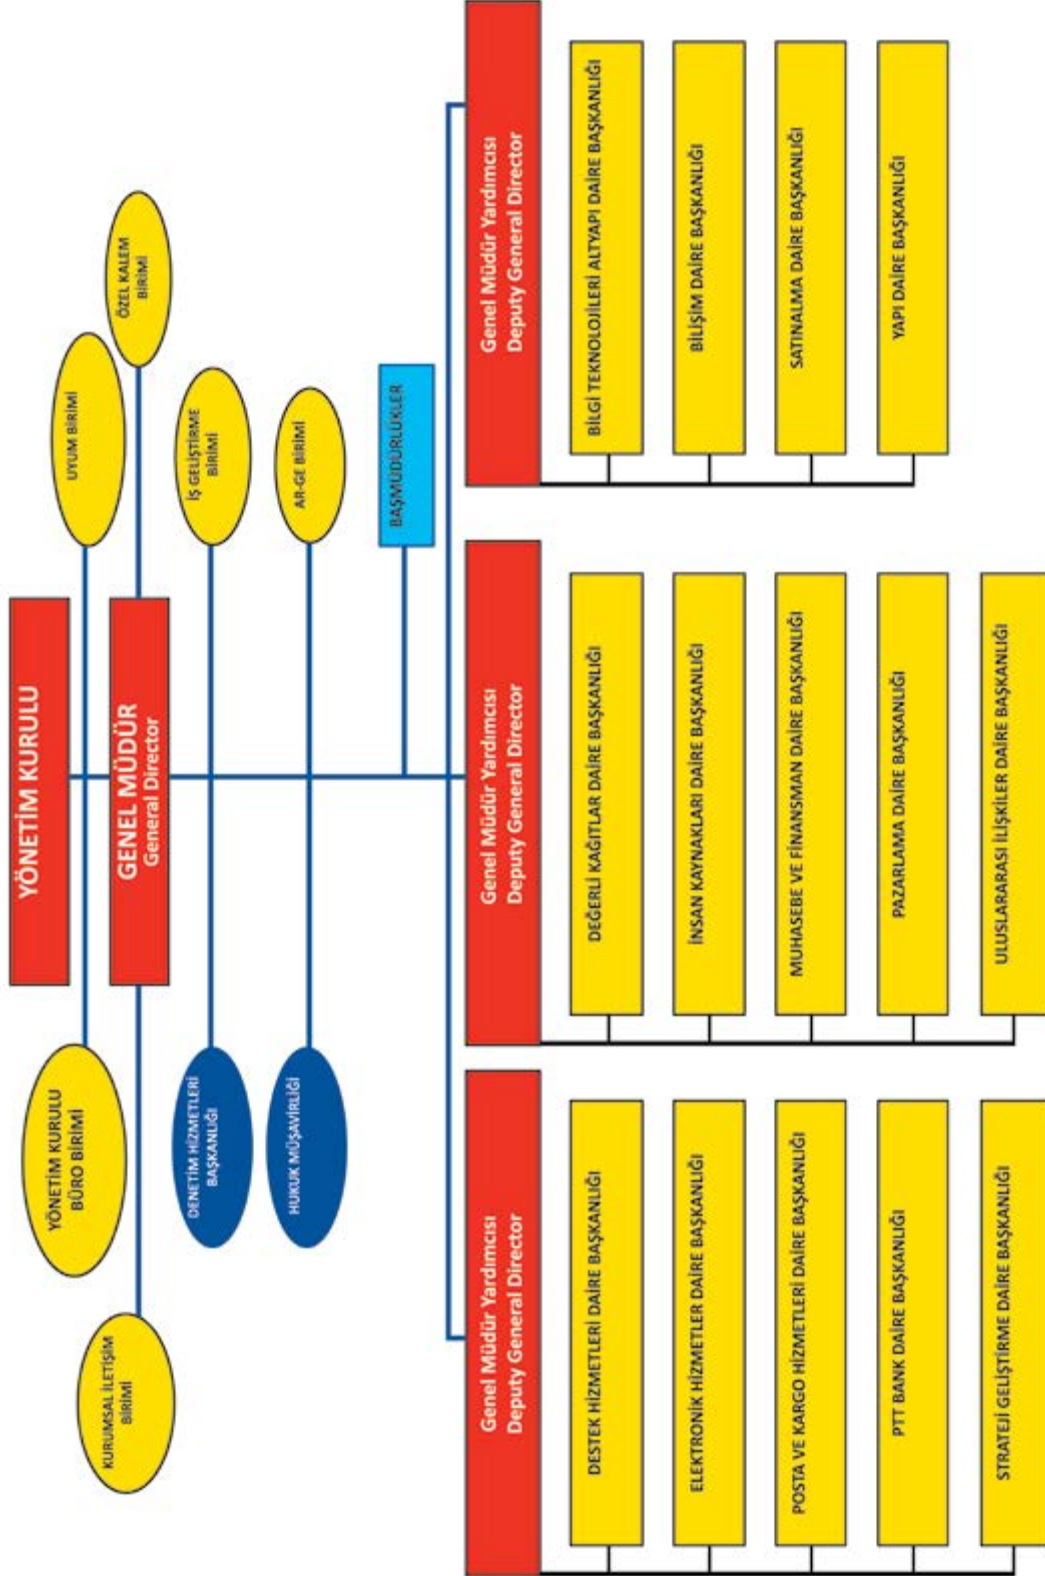 YÖNETİM KURULU
YÖNETİM KURULU
BÜRO BİRİMİ
UYUM BİRİMİ
GENEL MÜDÜR
General Director
KURUMSAL İLETİŞİM
BİRİMİ
ÖZEL KALEM
BİRİMİ
DENETİM HİZMETLERİ
BAŞKANLIĞI
İŞ GELİŞTİRME
BİRİMİ
HUKUK MÜŞAVİRLİĞİ
AR-GE BİRİMİ
BAŞMÜDÜRLÜKLER
Genel Müdür Yardımcısı
Deputy General Director
DESTEK HİZMETLERİ DAİRE BAŞKANLIĞI
ELEKTRONİK HİZMETLER DAİRE BAŞKANLIĞI
POSTA VE KARGO HİZMETLERİ DAİRE BAŞKANLIĞI
PTT BANK DAİRE BAŞKANLIĞI
STRATEJİ GELİŞTİRME DAİRE BAŞKANLIĞI
Genel Müdür Yardımcısı
Deputy General Director
DEĞERLİ KAĞITLAR DAİRE BAŞKANLIĞI
İNSAN KAYNAKLARI DAİRE BAŞKANLIĞI
MUHASEBE VE FİNANSMAN DAİRE BAŞKANLIĞI
PAZARLAMA DAİRE BAŞKANLIĞI
ULUSLARARASI İLİŞKİLER DAİRE BAŞKANLIĞI
Genel Müdür Yardımcısı
Deputy General Director
BİLGİ TEKNOLOJİLERİ ALTYAPI DAİRE BAŞKANLIĞI
BİLİŞİM DAİRE BAŞKANLIĞI
SATINALMA DAİRE BAŞKANLIĞI
YAPI DAİRE BAŞKANLIĞI